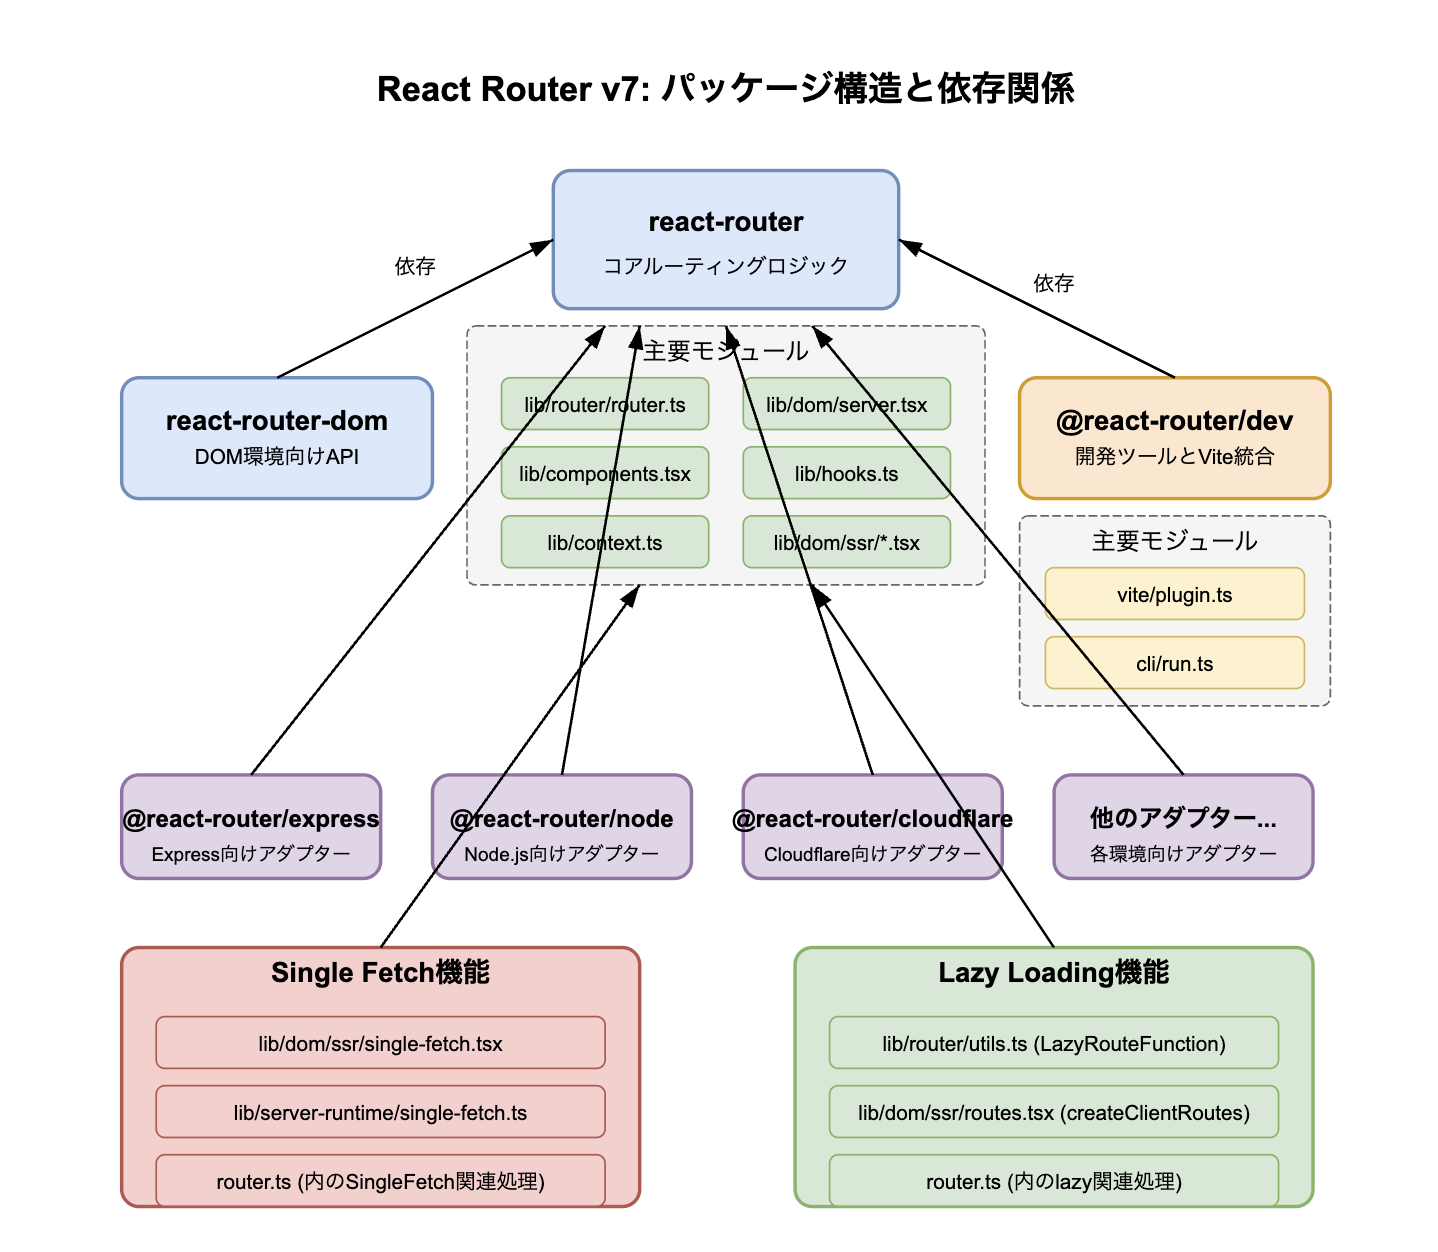 React Router v7: パッケージ構造と依存関係
react-router
コアルーティングロジック
依存
依存
react-router-dom
DOM環境向けAPI
主要モジュール
lib/router/router.ts
lib/dom/server.tsx
lib/components.tsx
lib/hooks.ts
lib/context.ts
lib/dom/ssr/*.tsx
@react-router/dev
開発ツールとVite統合
主要モジュール
vite/plugin.ts
cli/run.ts
@react-router/express
Express向けアダプター
@react-router/node
Node.js向けアダプター
@react-router/cloudflare
Cloudflare向けアダプター
他のアダプター...
各環境向けアダプター
Single Fetch機能
lib/dom/ssr/single-fetch.tsx
lib/server-runtime/single-fetch.ts
router.ts (内のSingleFetch関連処理)
Lazy Loading機能
lib/router/utils.ts (LazyRouteFunction)
lib/dom/ssr/routes.tsx (createClientRoutes)
router.ts (内のlazy関連処理)